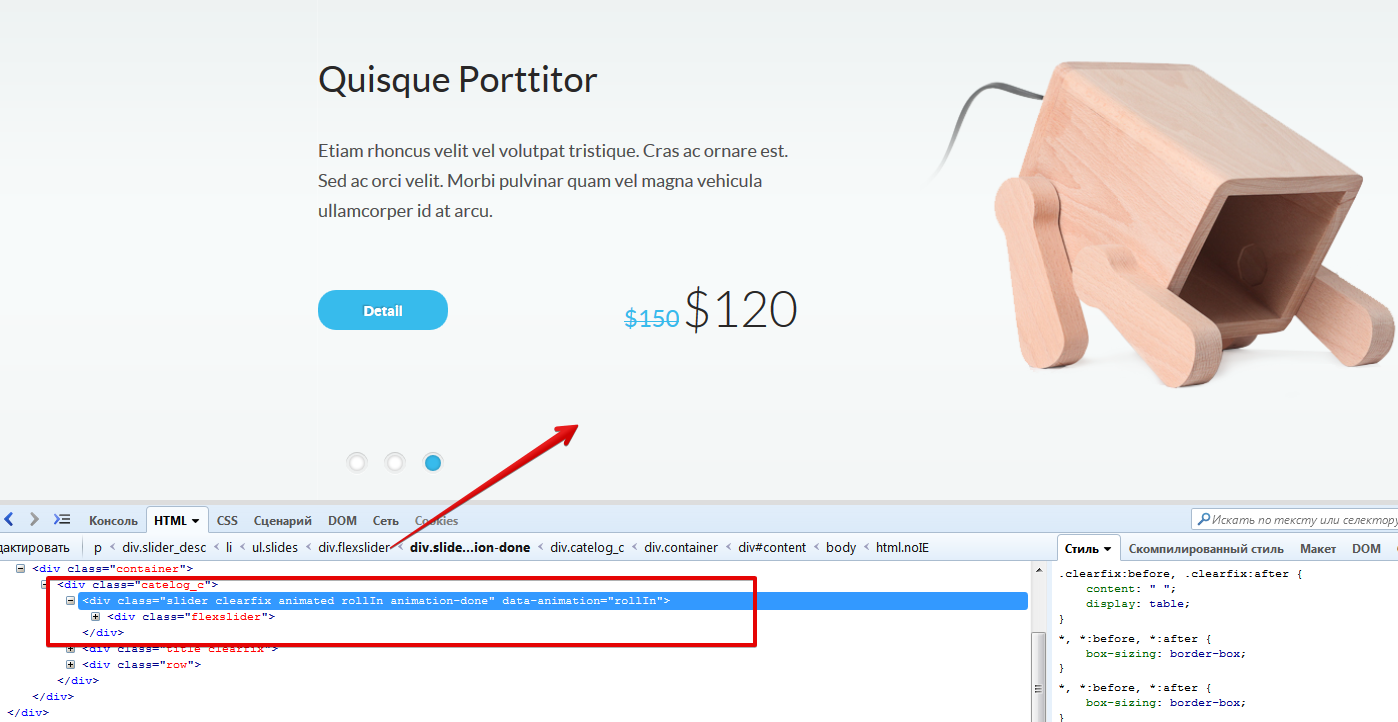 Quisque Porttitor
Etiam rhoncus velit vel volutpat tristique. Cras ac ornare est.
Sed ac orci velit. Morbi pulvinar quam vel magna vehicula
ullamcorper id at arcu.
Detail
$150 $120
Консоль HTML CSS Сценарий DOM Сеть Cookies
Искать по тексту или селектору
дактировать p < div.slider_desc < li < ul.slides < div.flexslider < div.slide...ion-done < div.catelog_c < div.container < div#content < body < html.noIE
Стиль Скомпилированный стиль Макет DOM
<div class="container">
<div class="catelog_c">
<div class="slider clearfix animated rollIn animation-done" data-animation="rollIn">
<div class="flexslider">
</div>
<div class="title clearfix">
<div class="row">
</div>
</div>
</div>
.clearfix:before, .clearfix:after {
content: " ";
display: table;
}
*, *:before, *:after {
box-sizing: border-box;
}
*, *:before, *:after {
box-sizing: border-box;
}